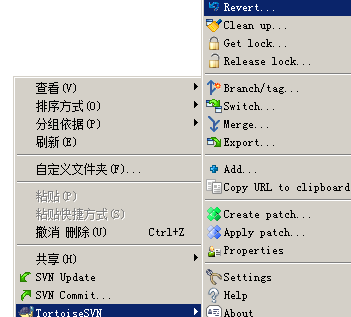 查看(V)
排序方式(O)
分组依据(P)
刷新(E)
自定义文件夹(F)...
粘贴(P)
粘贴快捷方式(S)
撤消 删除(U) Ctrl+Z
共享(H)
SVN Update
SVN Commit...
TortoiseSVN
Revert...
Clean up...
Get lock...
Release lock...
Branch/tag...
Switch...
Merge...
Export...
Add...
Copy URL to clipboard
Create patch...
Apply patch...
Properties
Settings
Help
About